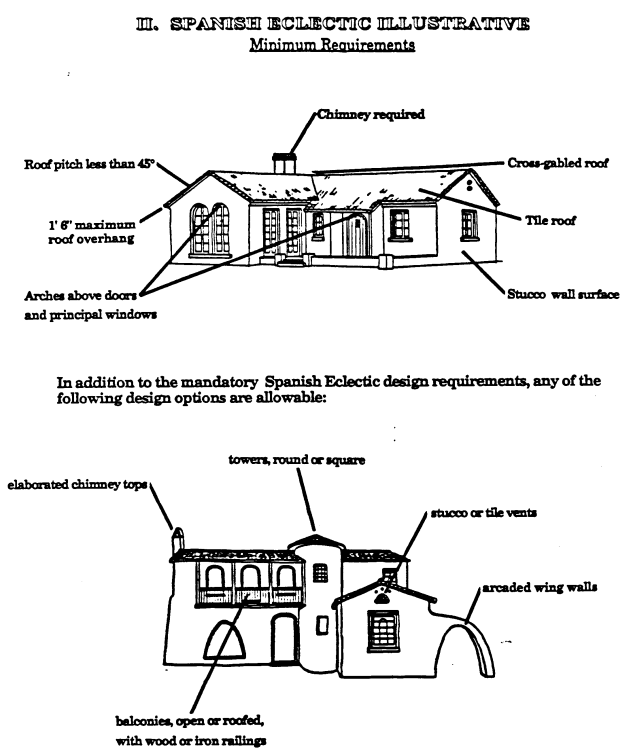 II. SPANISH ECLECTIC ILLUSTRATIVE
Minimum Requirements
Chimney required
Roof pitch less than 45°
Cross-gabled roof
1' 6" maximum
roof overhang
Tile roof
Arches above doors
and principal windows
Stucco wall surface
In addition to the mandatory Spanish Eclectic design requirements, any of the
following design options are allowable:
towers, round or square
elaborated chimney tops
stucco or tile vents
arcaded wing walls
balconies, open or roofed,
with wood or iron railings